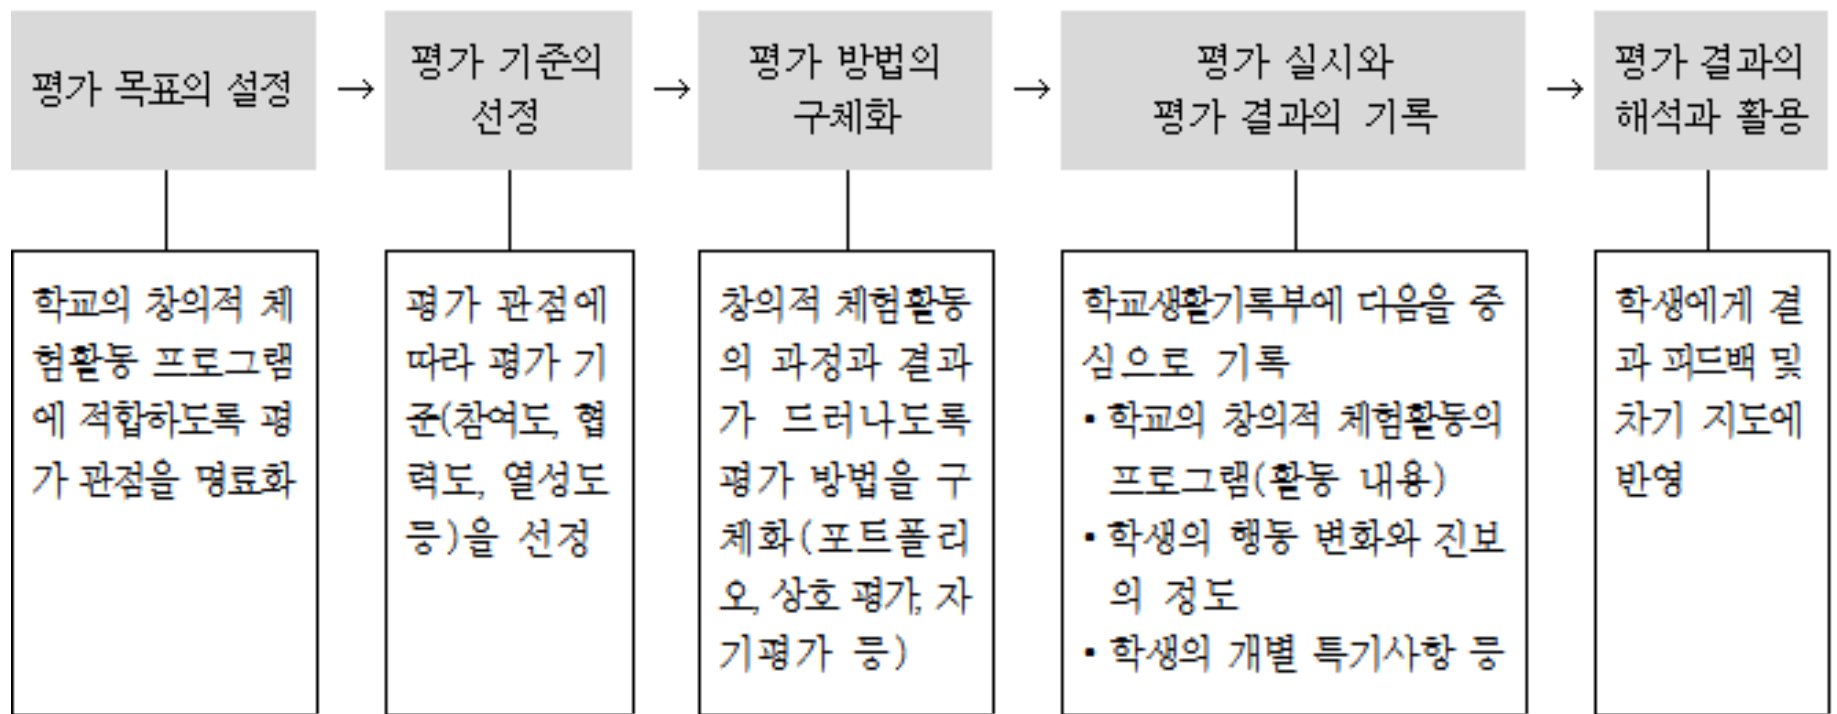 평가 목표의 설정
→
평가 기준의
선정
→
평가 방법의
구체화
→
평가 실시와
평가 결과의 기록
→
평가 결과의
해석과 활용
학교의 창의적 체
험활동 프로그램
에 적합하도록 평
가 관점을 명료화
평가 관점에
따라 평가 기
준(참여도, 협
력도, 열성도
등)을 선정
창의적 체험활동
의 과정과 결과
가 드러나도록
평가 방법을 구
체화(포트폴리
오, 상호 평가, 자
기평가 등)
학교생활기록부에 다음을 중
심으로 기록
▪학교의 창의적 체험활동의
프로그램(활동 내용)
▪학생의 행동 변화와 진보
의 정도
▪학생의 개별 특기사항 등
학생에게 결
과 피드백 및
차기 지도에
반영